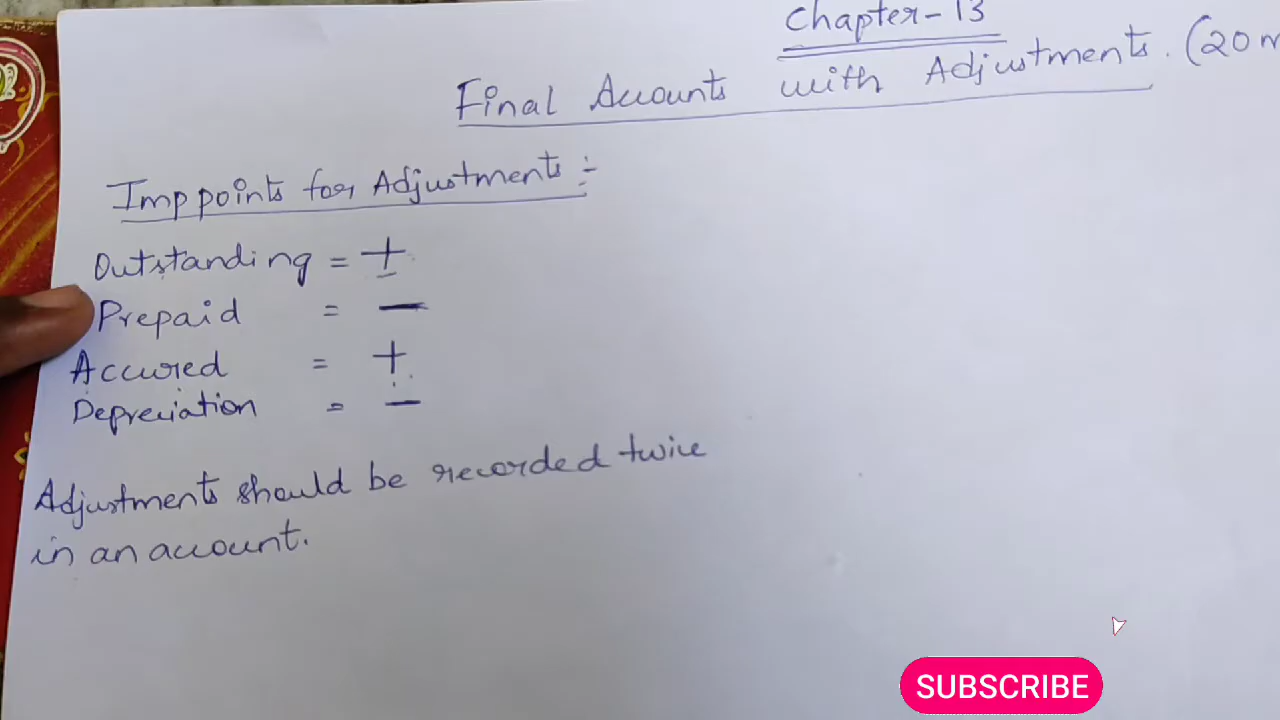 Chapter-13
Final Accounts with Adjustments. (20 m
Imp points for Adjustments :-
Outstanding = +
Prepaid = —
Accured = +
Depreciation = —
Adjustments should be recorded twice
in an account.
SUBSCRIBE